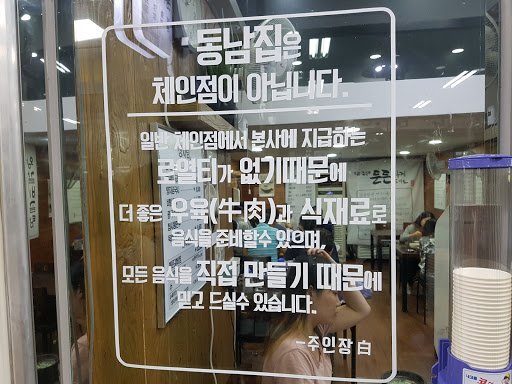 동남집은
체인점이 아닙니다.
일반 체인점에서 본사에 지급하는
로열티가 없기때문에
더 좋은 우육(牛肉)과 식재료로
음식을 준비할수 있으며,
모든 음식을 직접 만들기 때문에
믿고 드실수 있습니다.
-주인장 白